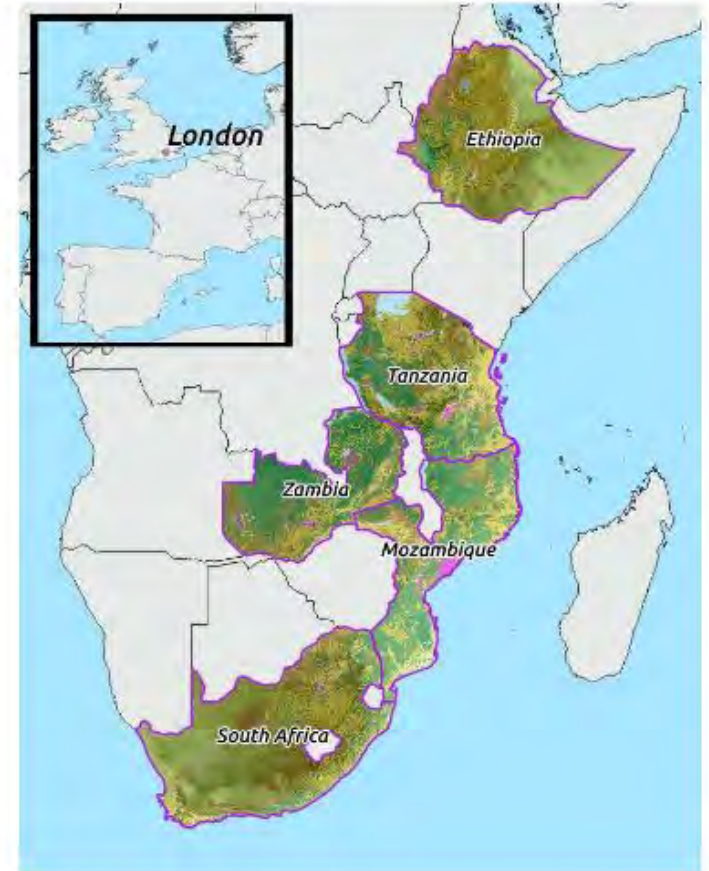 London
Ethiopia
Tanzania
Zambia
Mozambique
South Africa